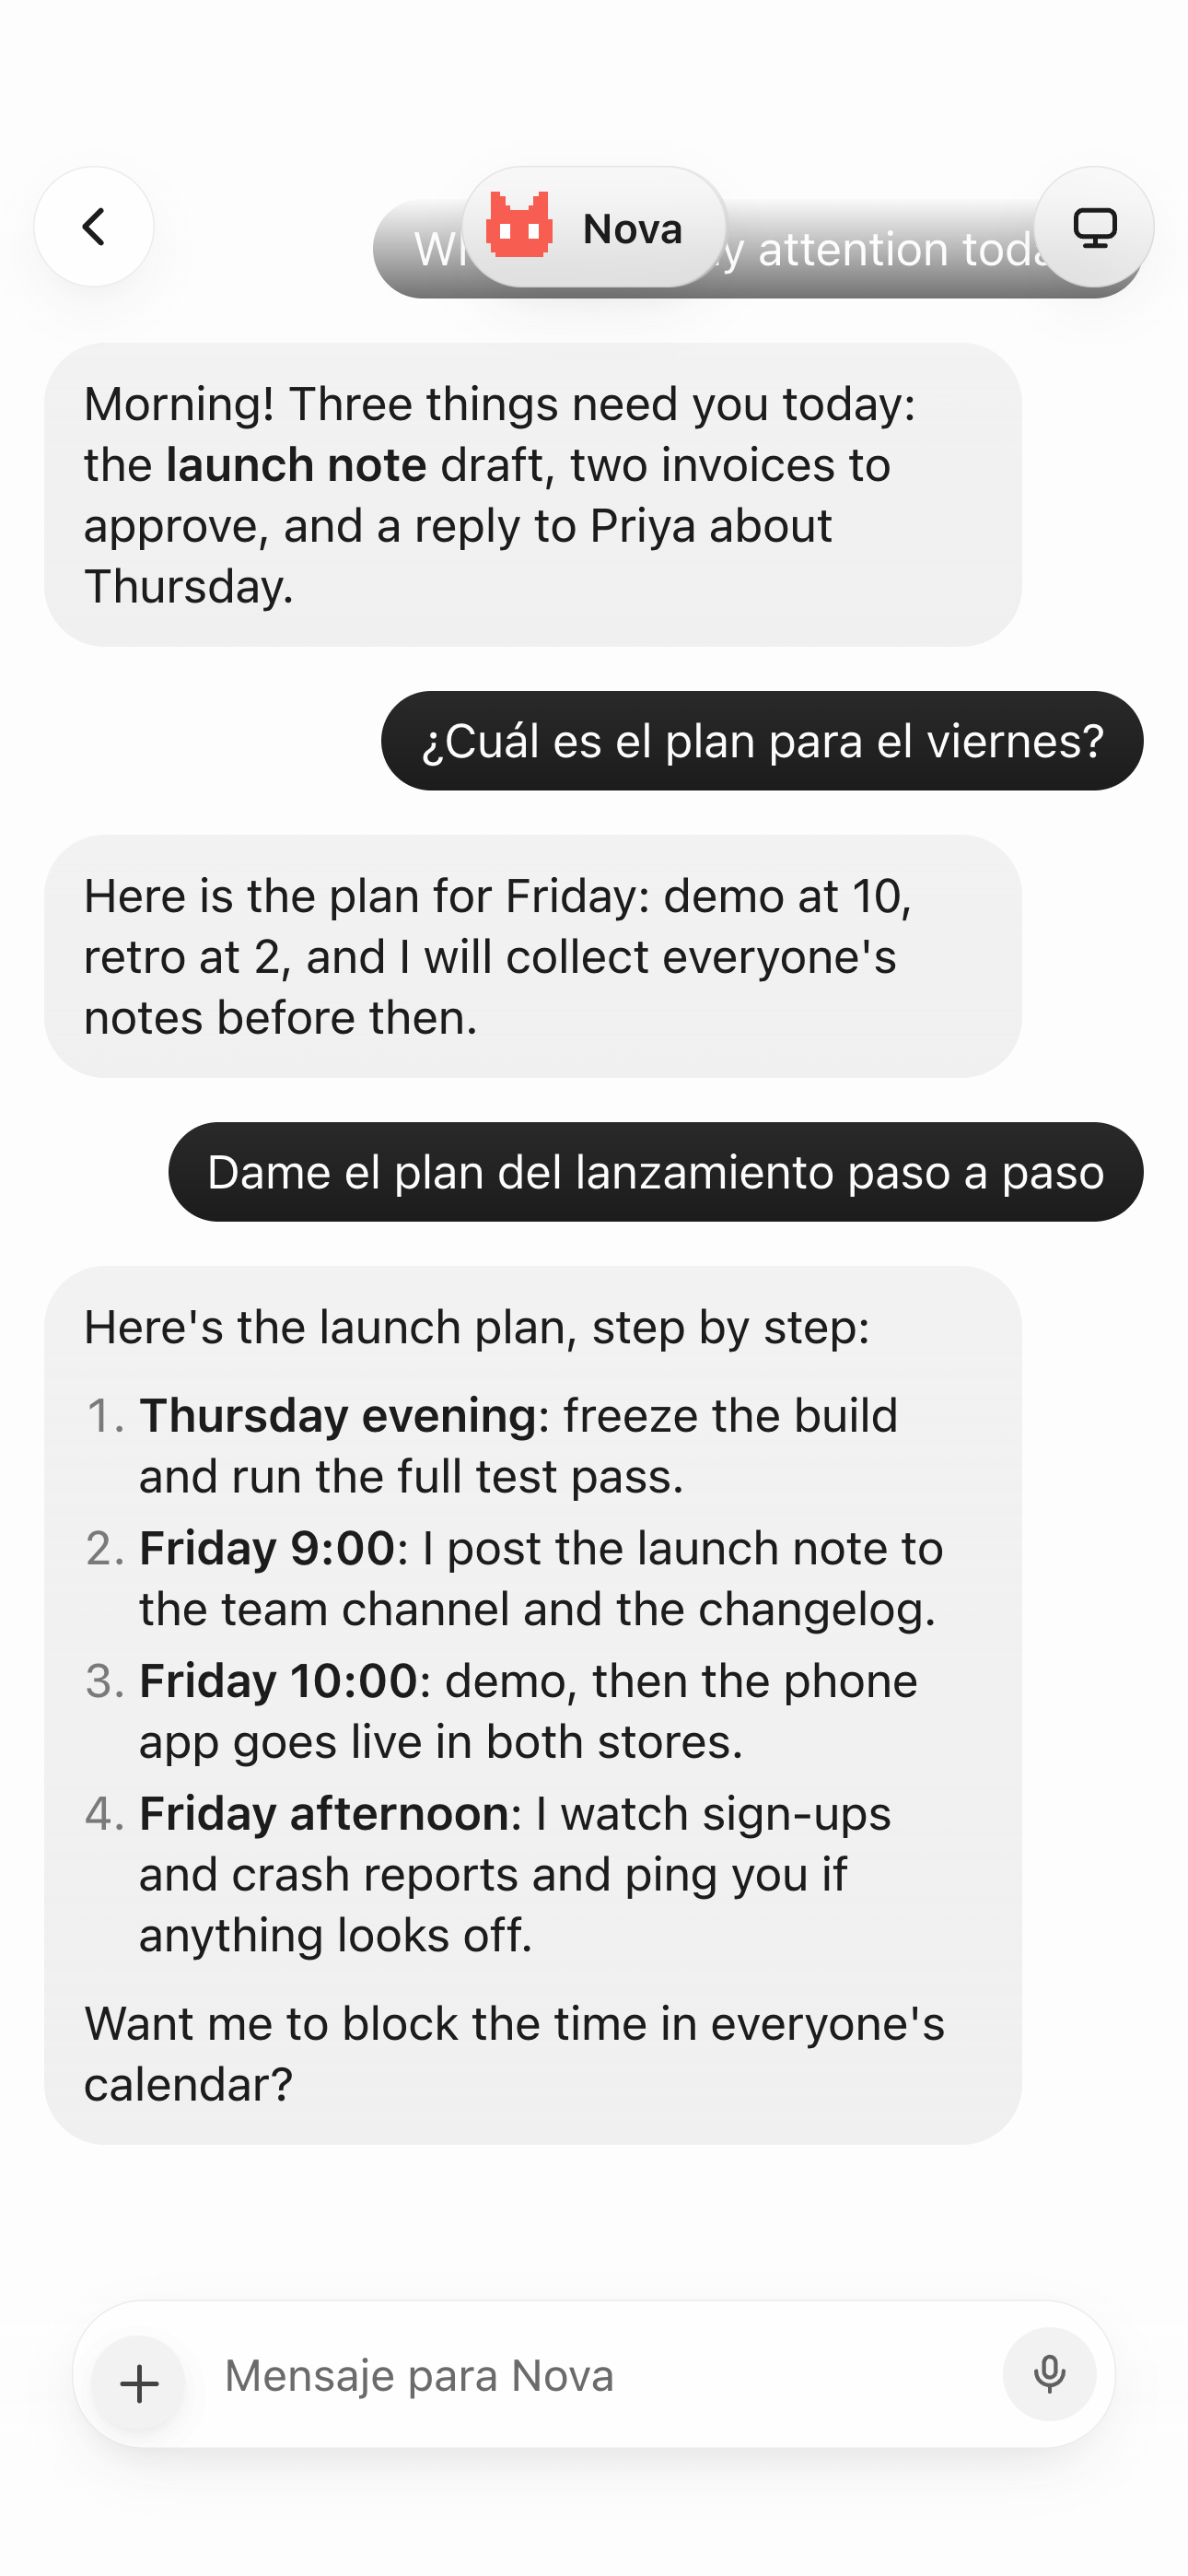 Nova
attention
Morning! Three things need you today:
the launch note draft, two invoices to
approve, and a reply to Priya about
Thursday.
¿Cuál es el plan para el viernes?
Here is the plan for Friday: demo at 10,
retro at 2, and I will collect everyone's
notes before then.
Dame el plan del lanzamiento paso a paso
Here's the launch plan, step by step:
1. Thursday evening: freeze the build
and run the full test pass.
2. Friday 9:00: I post the launch note to
the team channel and the changelog.
3. Friday 10:00: demo, then the phone
app goes live in both stores.
4. Friday afternoon: I watch sign-ups
and crash reports and ping you if
anything looks off.
Want me to block the time in everyone's
calendar?
Mensaje para Nova